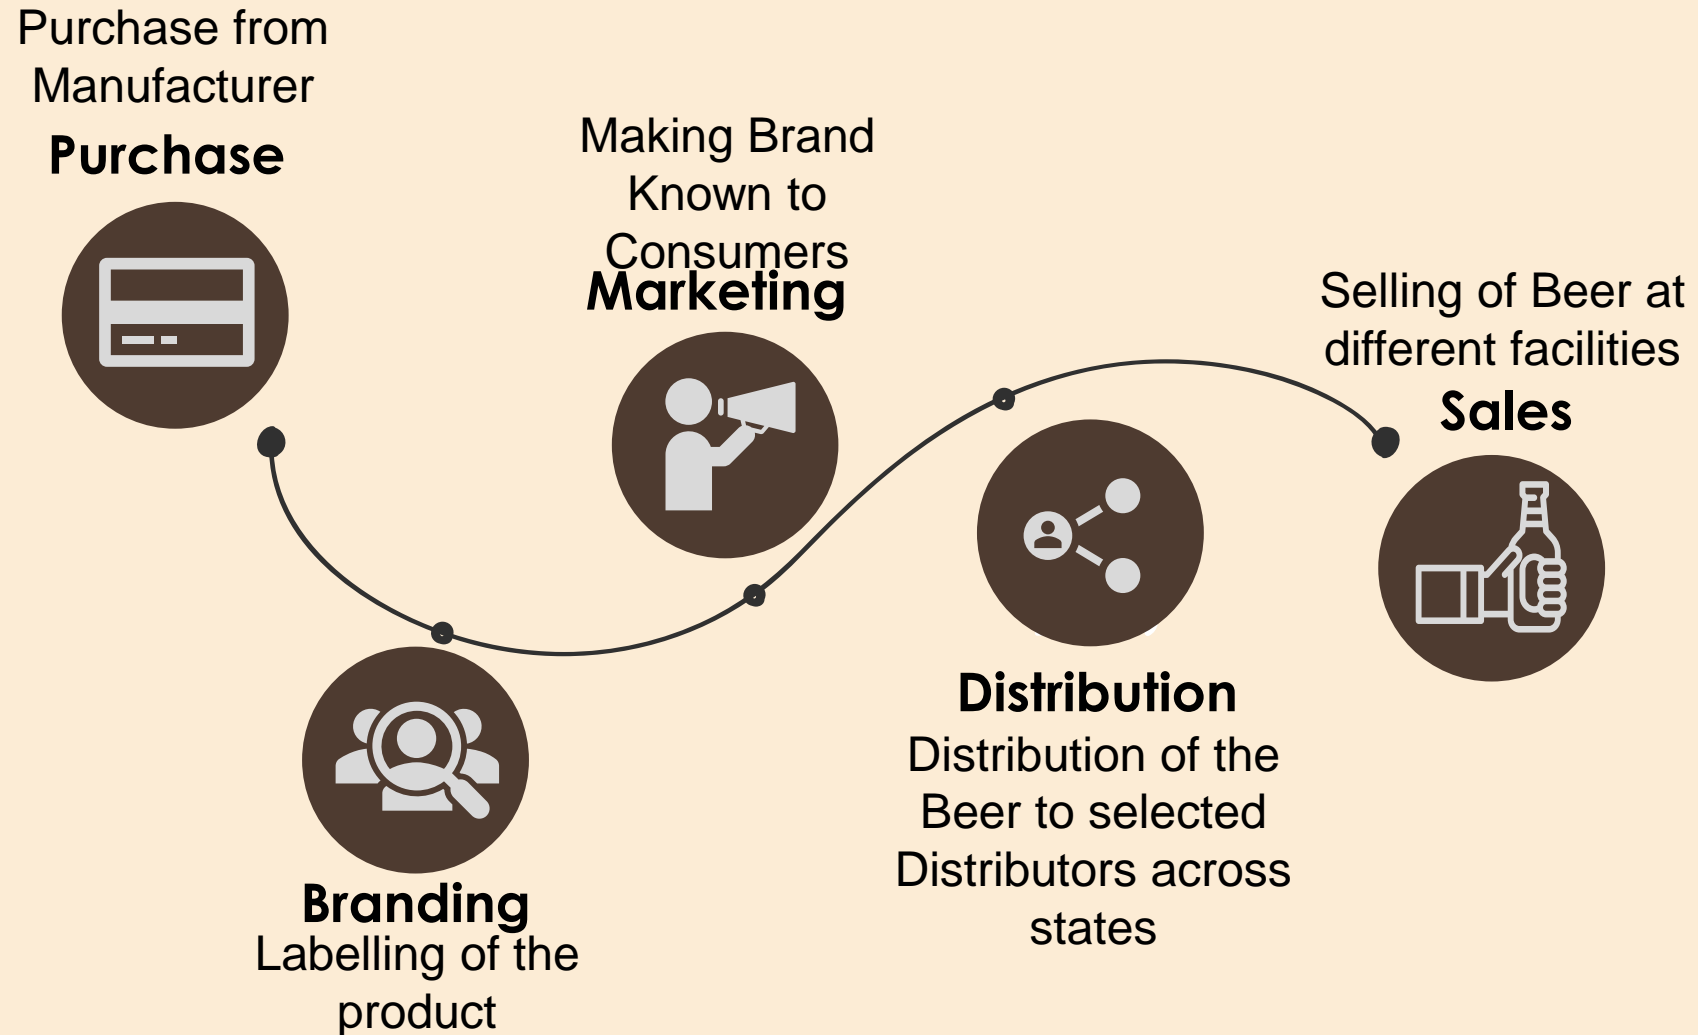 Purchase from
Manufacturer
Purchase
Making Brand
Known to
Consumers
Marketing
Selling of Beer at
different facilities
Sales
Branding
Labelling of the
product
Distribution
Distribution of the
Beer to selected
Distributors across
states